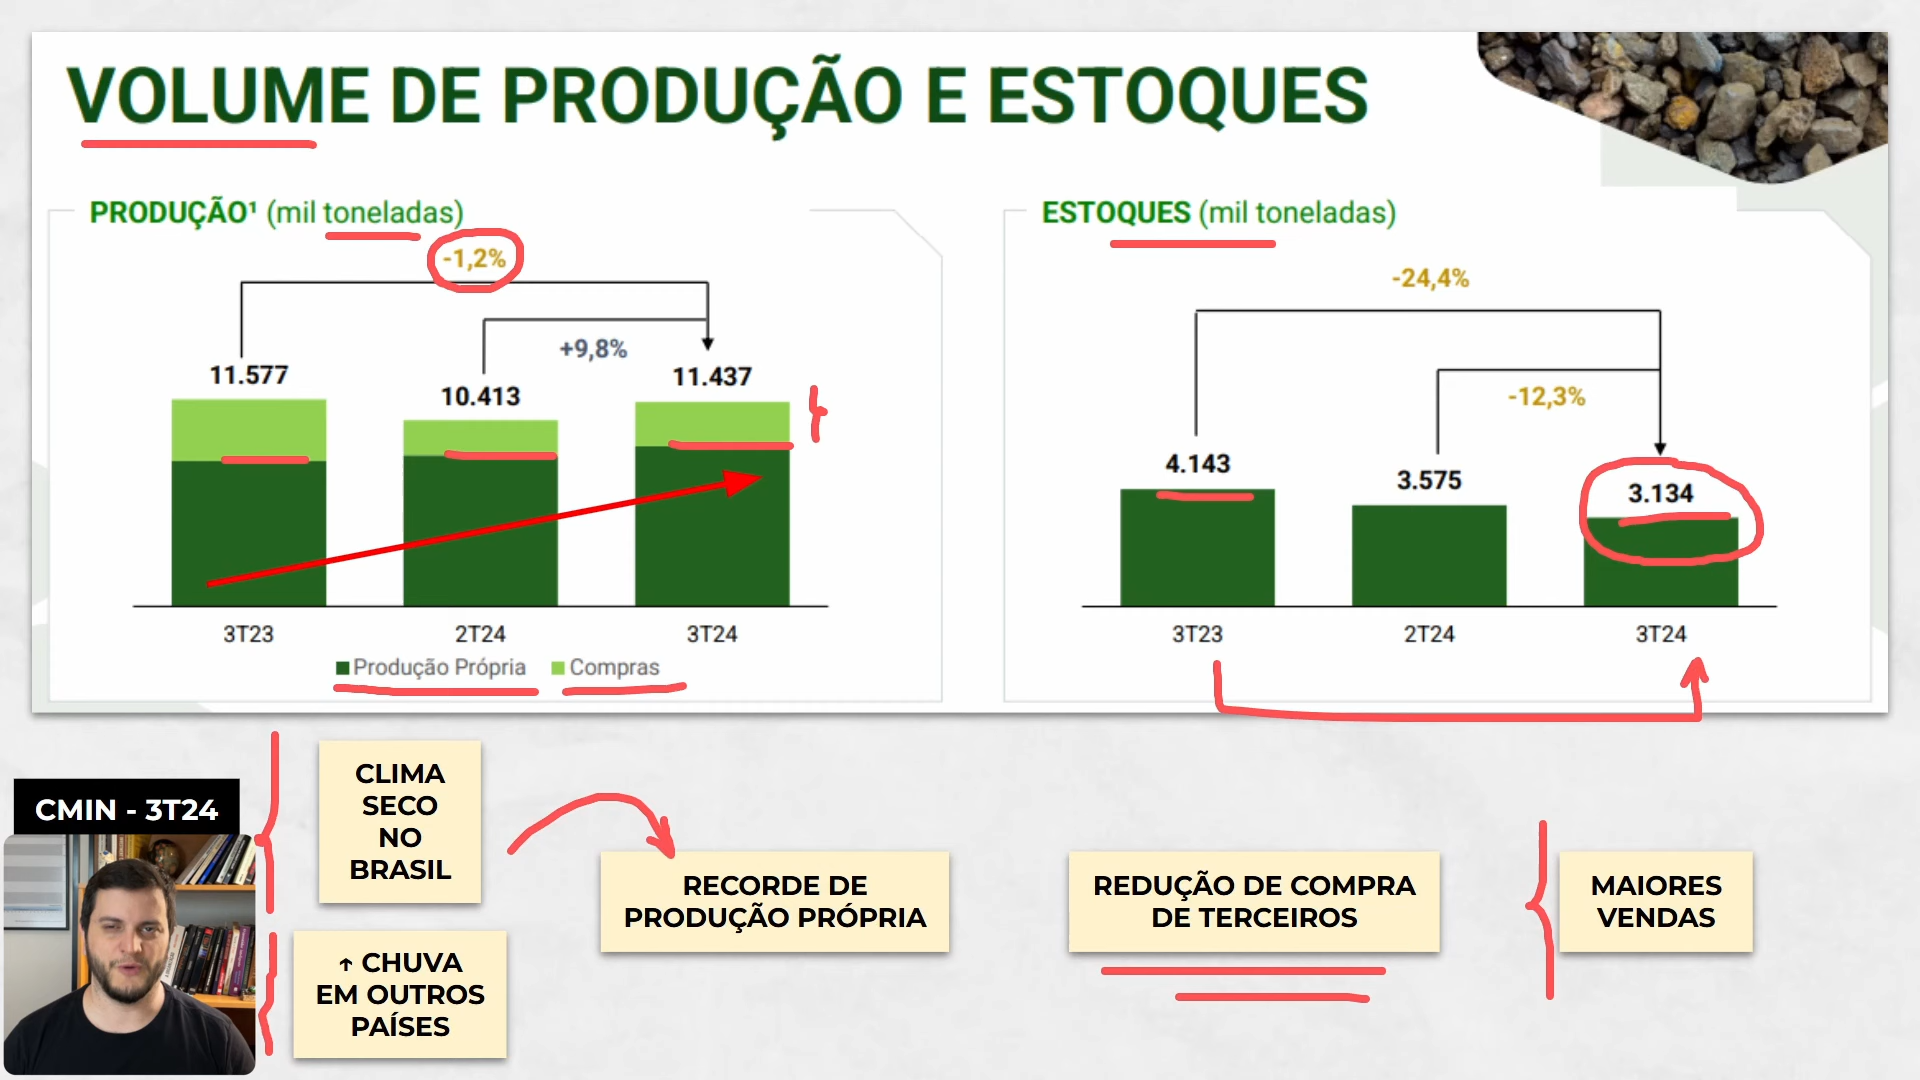 VOLUME DE PRODUÇÃO E ESTOQUES
PRODUÇÃO¹ (mil toneladas)
-1,2%
+9,8%
11.577
10.413
11.437
3T23
2T24
3T24
Produção Própria
Compras
ESTOQUES (mil toneladas)
-24,4%
-12,3%
4.143
3.575
3.134
3T23
2T24
3T24
CMIN - 3T24
CLIMA
SECO
NO
BRASIL
↑ CHUVA
EM OUTROS
PAÍSES
RECORDE DE
PRODUÇÃO PRÓPRIA
REDUÇÃO DE COMPRA
DE TERCEIROS
MAIORES
VENDAS